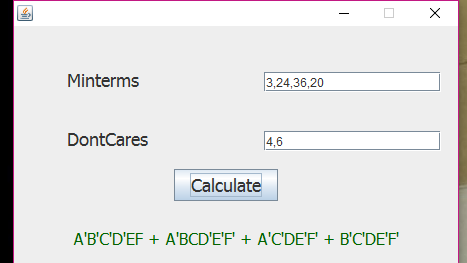 Minterms 3,24,36,20
DontCares 4,6
Calculate
A'B'C'D'EF + A'BCD'E'F' + A'C'DE'F' + B'C'DE'F'